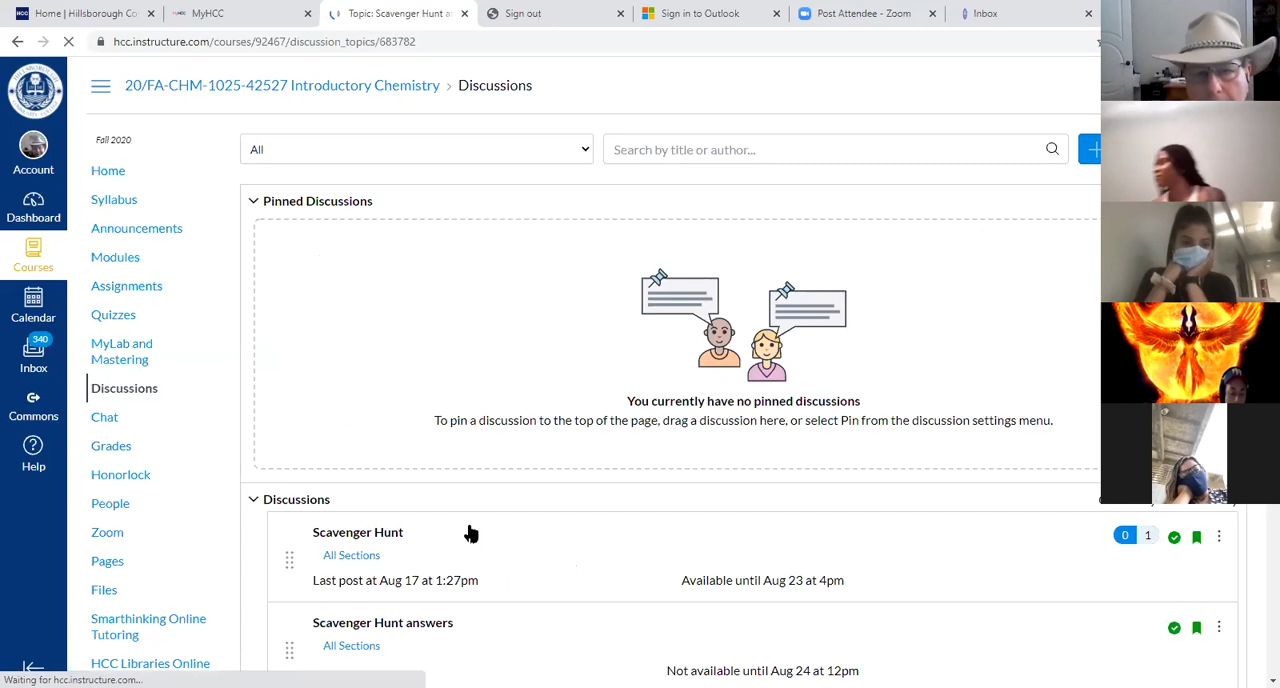 Home | Hillsborough Co
MyHCC
Topic: Scavenger Hunt a
Sign out
Sign in to Outlook
Post Attendee - Zoom
Inbox
hcc.instructure.com/courses/92467/discussion_topics/683782
20/FA-CHM-1025-42527 Introductory Chemistry › Discussions
Account
Dashboard
Courses
Calendar
340
Inbox
Commons
Help
Fall 2020
Home
Syllabus
Announcements
Modules
Assignments
Quizzes
MyLab and
Mastering
Discussions
Chat
Grades
Honorlock
People
Zoom
Pages
Files
Smarthinking Online
Tutoring
HCC Libraries Online
All
Search by title or author...
Pinned Discussions
You currently have no pinned discussions
To pin a discussion to the top of the page, drag a discussion here, or select Pin from the discussion settings menu.
Discussions
Scavenger Hunt
0 1
All Sections
Last post at Aug 17 at 1:27pm
Available until Aug 23 at 4pm
Scavenger Hunt answers
All Sections
Not available until Aug 24 at 12pm
Waiting for hcc.instructure.com...